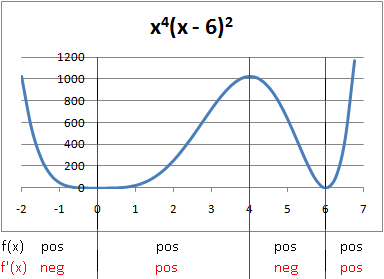 x⁴(x - 6)²
1200
1000
800
600
400
200
0
-2 -1 0 1 2 3 4 5 6 7
f(x) pos pos pos pos
f'(x) neg pos neg pos